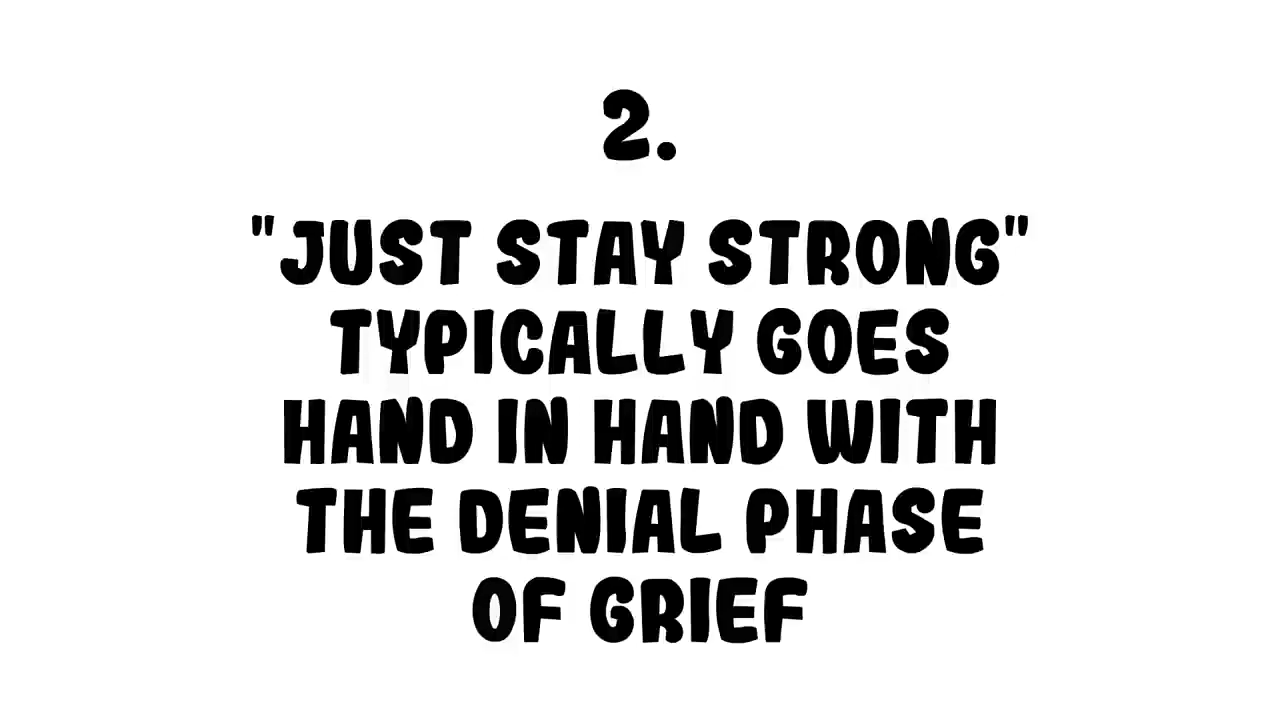 2.
"JUST STAY STRONG"
TYPICALLY GOES
HAND IN HAND WITH
THE DENIAL PHASE
OF GRIEF